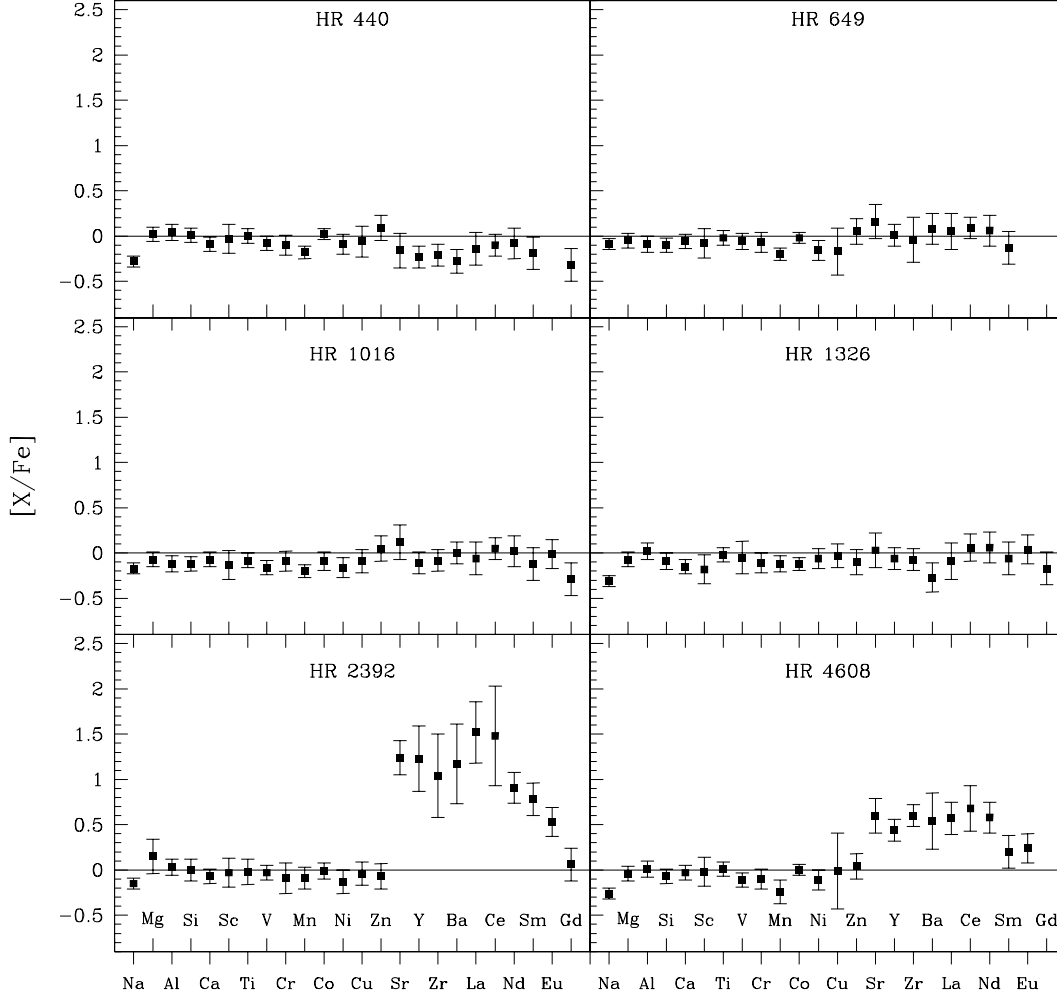 HR 440
HR 649
2.5
2
1.5
1
0.5
0
−0.5
HR 1016
HR 1326
2.5
2
1.5
1
0.5
0
−0.5
[X/Fe]
HR 2392
HR 4608
2.5
2
1.5
1
0.5
0
−0.5
Mg Si Sc V Mn Ni Zn Y Ba Ce Sm Gd
Mg Si Sc V Mn Ni Zn Y Ba Ce Sm Gd
Na Al Ca Ti Cr Co Cu Sr Zr La Nd Eu
Na Al Ca Ti Cr Co Cu Sr Zr La Nd Eu